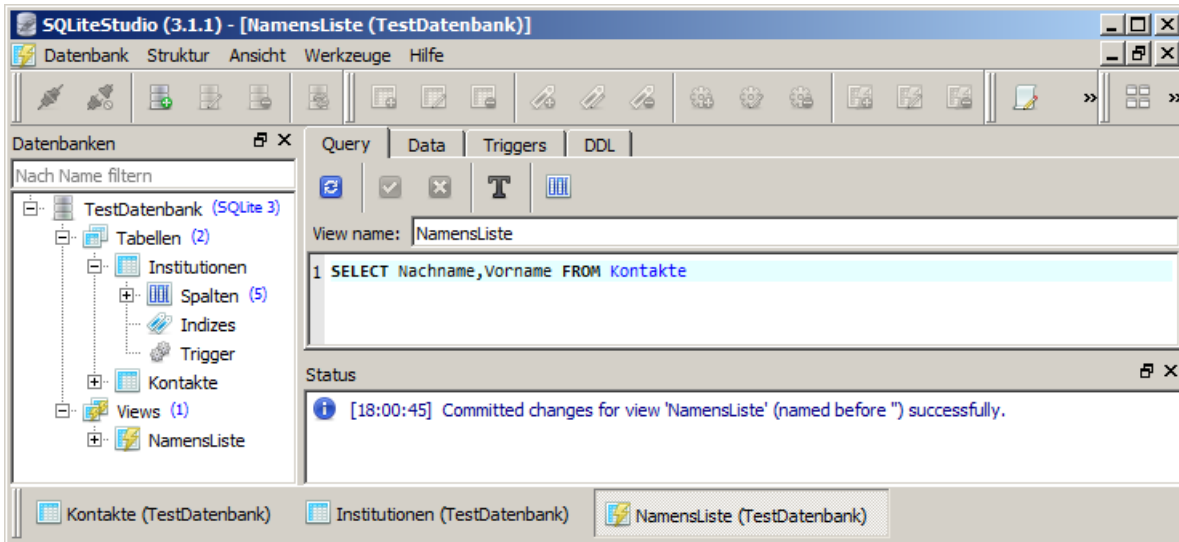 SQLiteStudio (3.1.1) - [NamensListe (TestDatenbank)]
Datenbank Struktur Ansicht Werkzeuge Hilfe
Datenbanken
Nach Name filtern
TestDatenbank (SQLite 3)
Tabellen (2)
Institutionen
Spalten (5)
Indizes
Trigger
Kontakte
Views (1)
NamensListe
Query Data Triggers DDL
T
View name: NamensListe
1 SELECT Nachname,Vorname FROM Kontakte
Status
[18:00:45] Committed changes for view 'NamensListe' (named before '') successfully.
Kontakte (TestDatenbank) Institutionen (TestDatenbank) NamensListe (TestDatenbank)